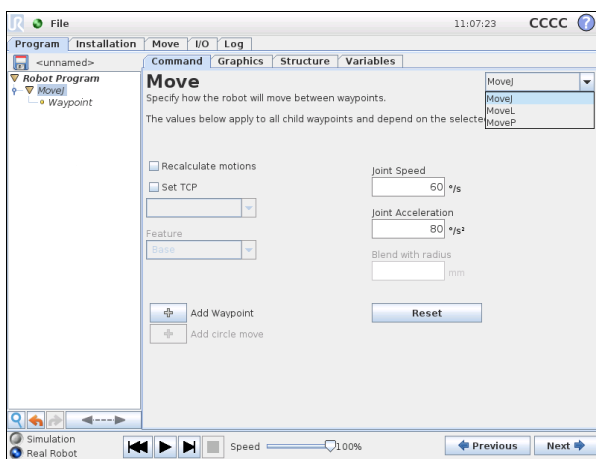 File 11:07:23 CCCC ?
Program Installation Move I/O Log
<unnamed> Command Graphics Structure Variables
Robot Program
MoveJ
Waypoint
Move
MoveJ
Specify how the robot will move between waypoints.
MoveJ
MoveL
MoveP
The values below apply to all child waypoints and depend on the selecte
Recalculate motions
Set TCP
Feature
Base
Joint Speed
60 °/s
Joint Acceleration
80 °/s²
Blend with radius
mm
Add Waypoint
Reset
Add circle move
Simulation
Real Robot
Speed 100%
Previous Next